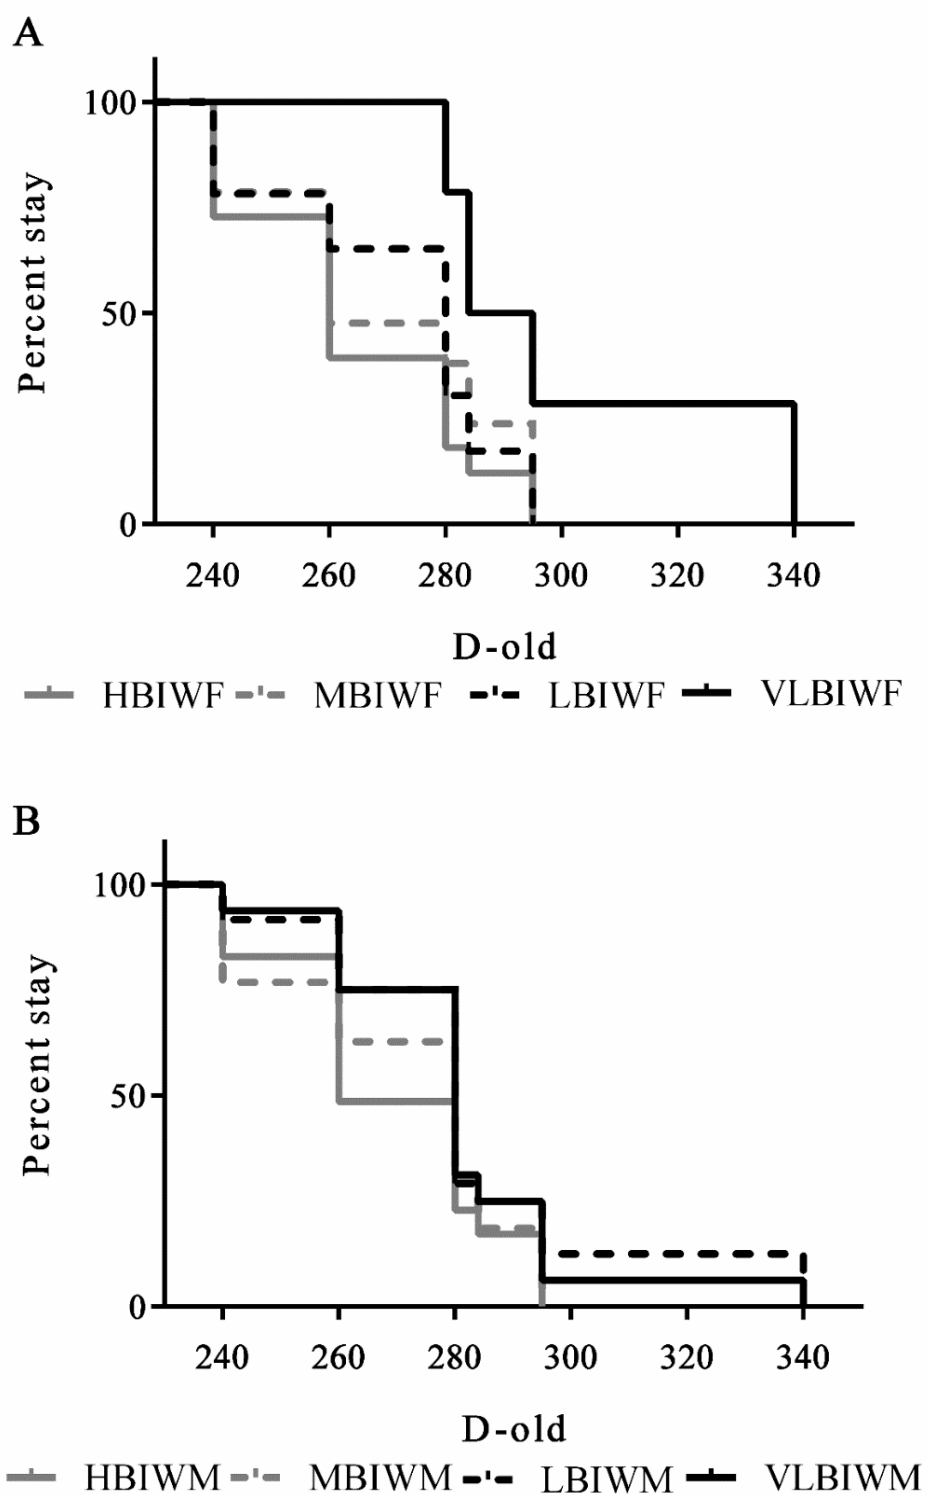 A
Percent stay
100
50
0
240 260 280 300 320 340
D-old
HBIWF MBIWF LBIWF VLBIWF
B
Percent stay
100
50
0
240 260 280 300 320 340
D-old
HBIWM MBIWM LBIWM VLBIWM